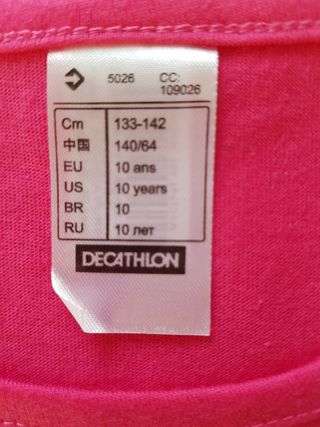 5026 CC:
109026
Cm 133-142
中国 140/64
EU 10 ans
US 10 years
BR 10
RU 10 лет
DECATHLON